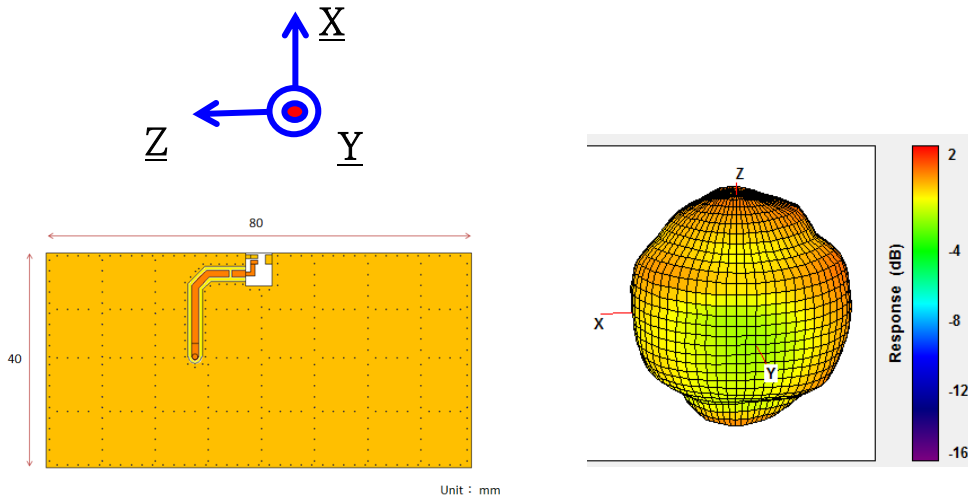 X
Z
Y
80
40
Unit： mm
Z
X
Y
Response (dB)
2
-4
-8
-12
-16